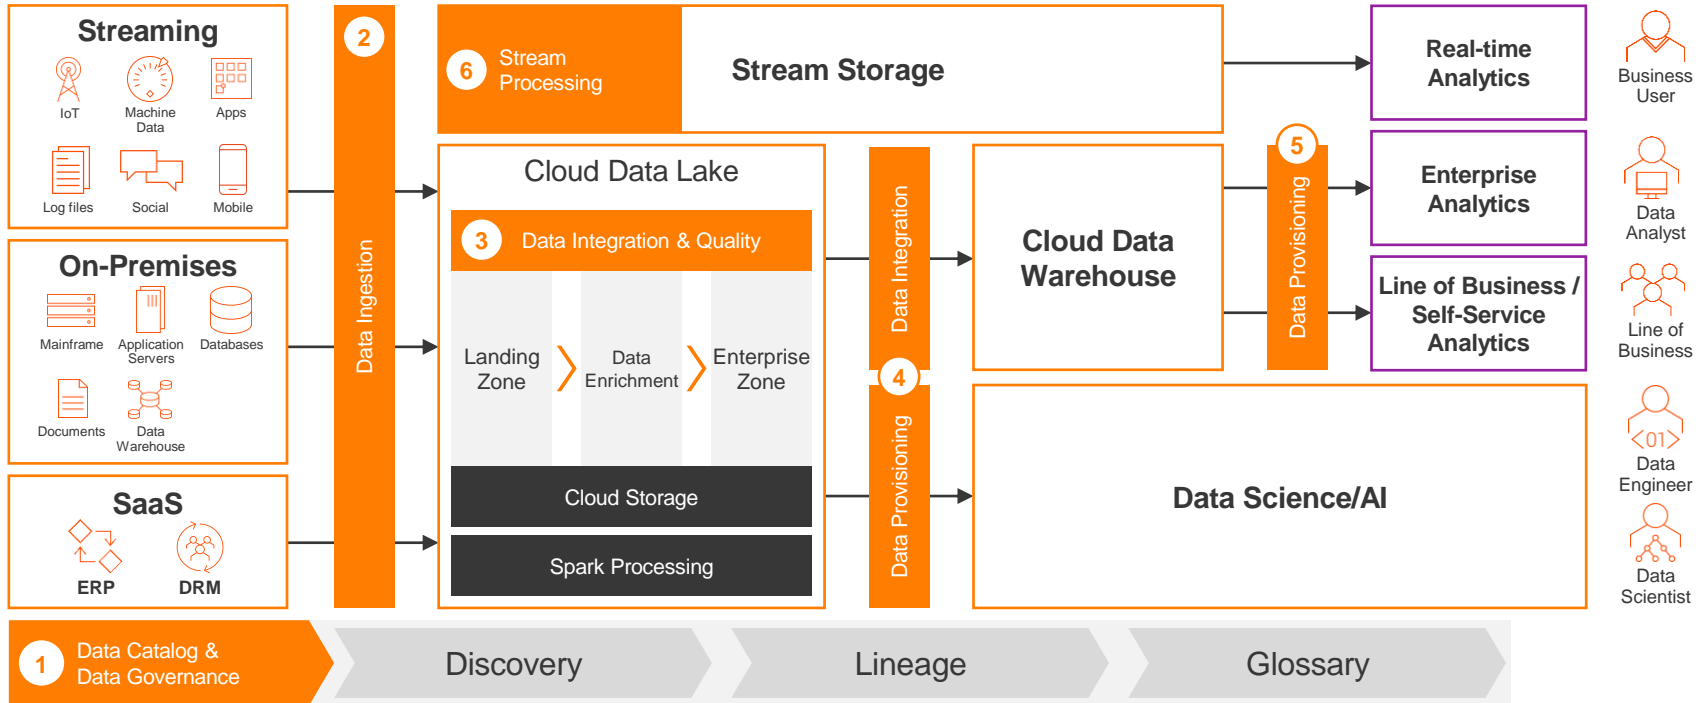 Streaming
IoT
Machine
Data
Apps
Log files
Social
Mobile
On-Premises
Mainframe
Application
Servers
Databases
Documents
Data
Warehouse
SaaS
ERP
DRM
2
Data Ingestion
6
Stream
Processing
Stream Storage
Cloud Data Lake
3
Data Integration & Quality
Landing
Zone
Data
Enrichment
Enterprise
Zone
Cloud Storage
Spark Processing
Data Integration
4
Data Provisioning
Cloud Data
Warehouse
Data Science/AI
5
Data Provisioning
Real-time
Analytics
Enterprise
Analytics
Line of Business /
Self-Service
Analytics
Business
User
Data
Analyst
Line of
Business
<01>
Data
Engineer
Data
Scientist
1
Data Catalog &
Data Governance
Discovery
Lineage
Glossary